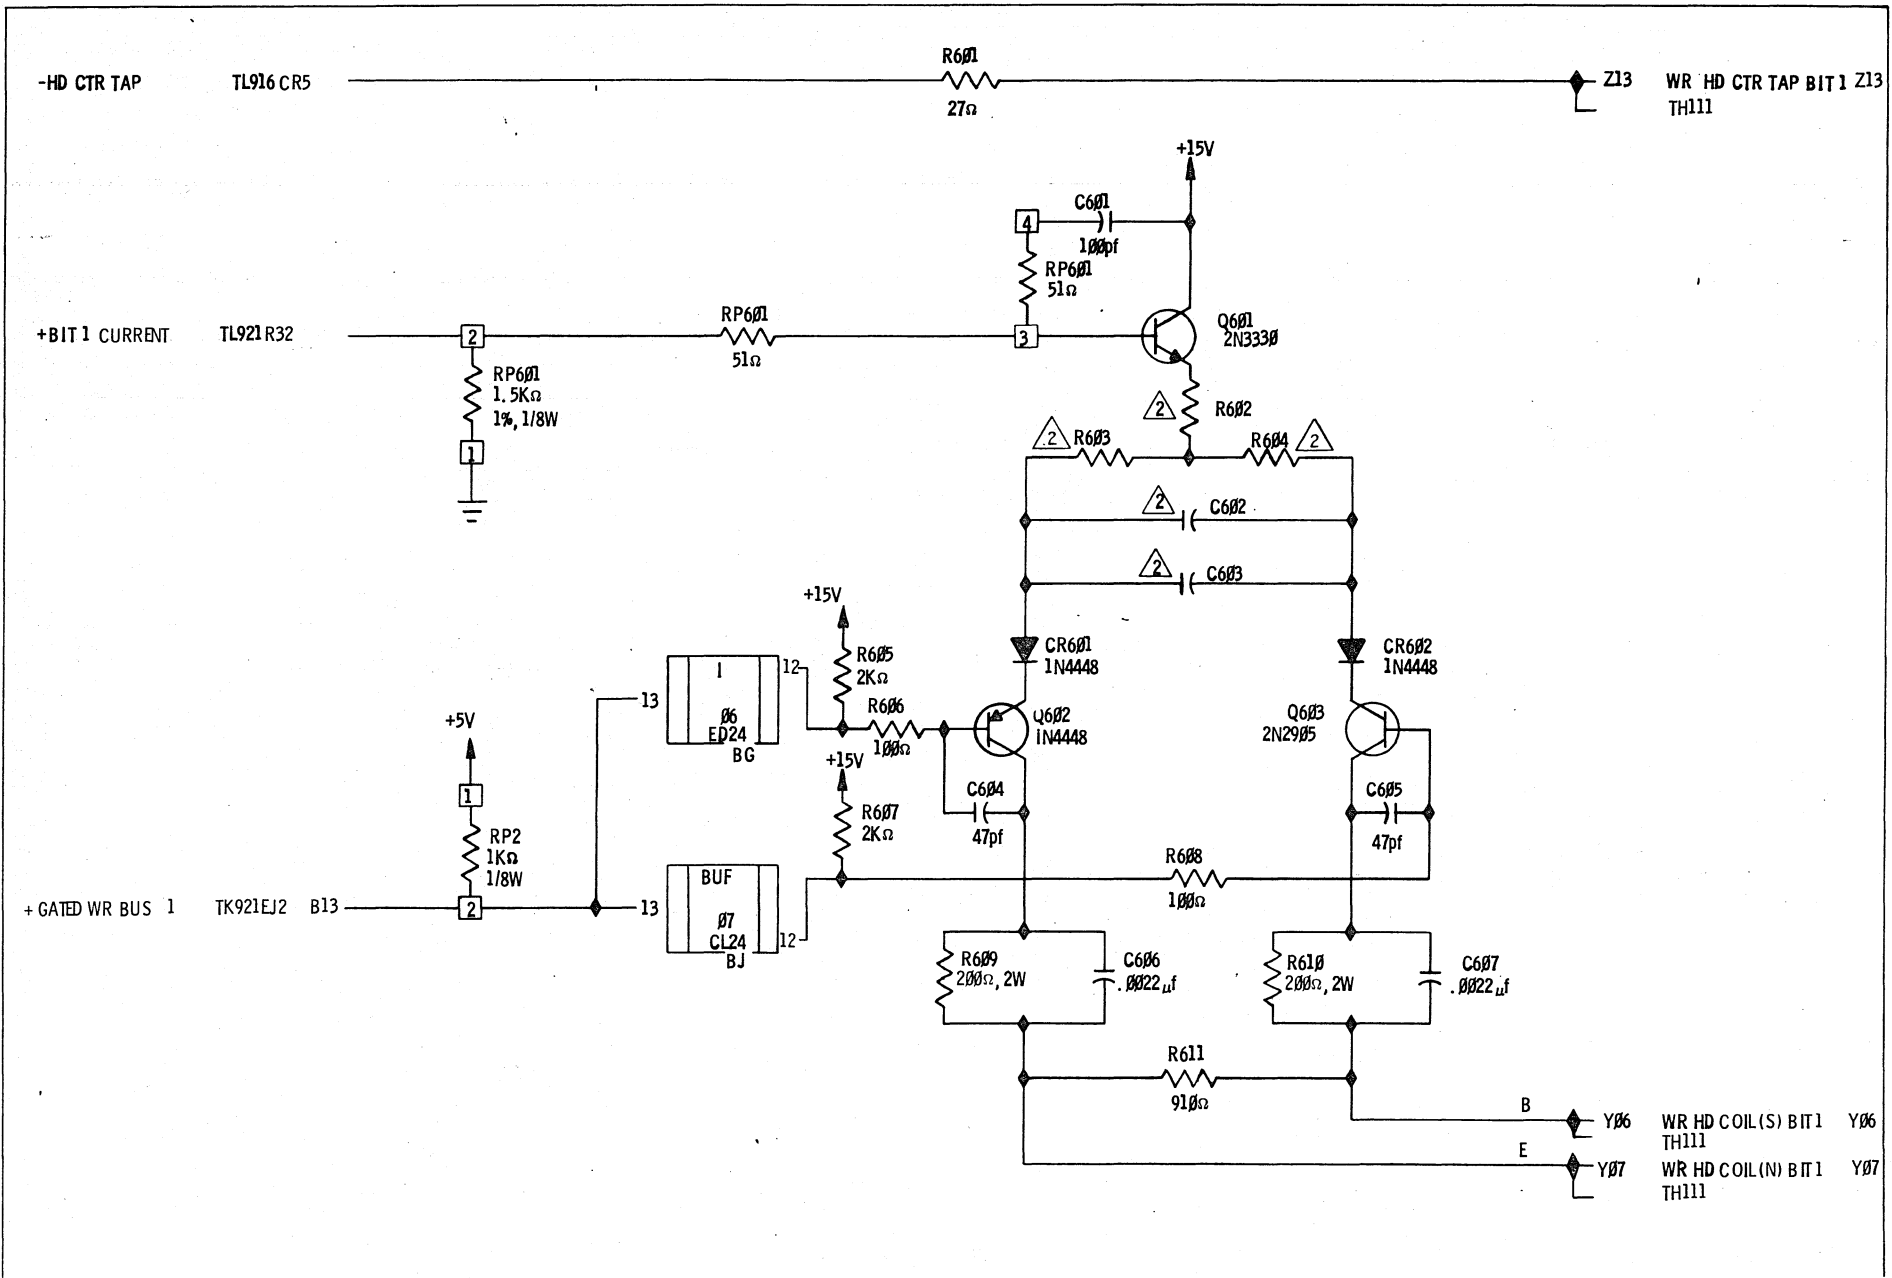 -HD CTR TAP TL916 CR5
R6Ø1
27Ω
Z13 WR HD CTR TAP BIT 1 Z13
TH111
+15V
C6Ø1
1ØØpf
4
RP6Ø1
51Ω
+BIT 1 CURRENT TL921 R32
2
RP6Ø1
51Ω
3
Q6Ø1
2N333Ø
RP6Ø1
1.5KΩ
1%, 1/8W
1
2
R6Ø2
2
R6Ø3
R6Ø4
2
2
C6Ø2
2
C6Ø3
+15V
R6Ø5
2KΩ
CR6Ø1
1N4448
CR6Ø2
1N4448
I
Ø6
ED24
BG
13
12
R6Ø6
1ØØΩ
Q6Ø2
1N4448
Q6Ø3
2N29Ø5
+5V
1
RP2
1KΩ
1/8W
+15V
R6Ø7
2KΩ
C6Ø4
47pf
C6Ø5
47pf
R6Ø8
1ØØΩ
+ GATED WR BUS 1 TK921EJ2 B13
2
13
BUF
Ø7
CL24
BJ
12
R6Ø9
2ØØΩ, 2W
C6Ø6
.ØØ22µf
R61Ø
2ØØΩ, 2W
C6Ø7
.ØØ22µf
R611
91ØΩ
B
YØ6 WR HD COIL(S) BIT 1 YØ6
TH111
E
YØ7 WR HD COIL(N) BIT 1 YØ7
TH111